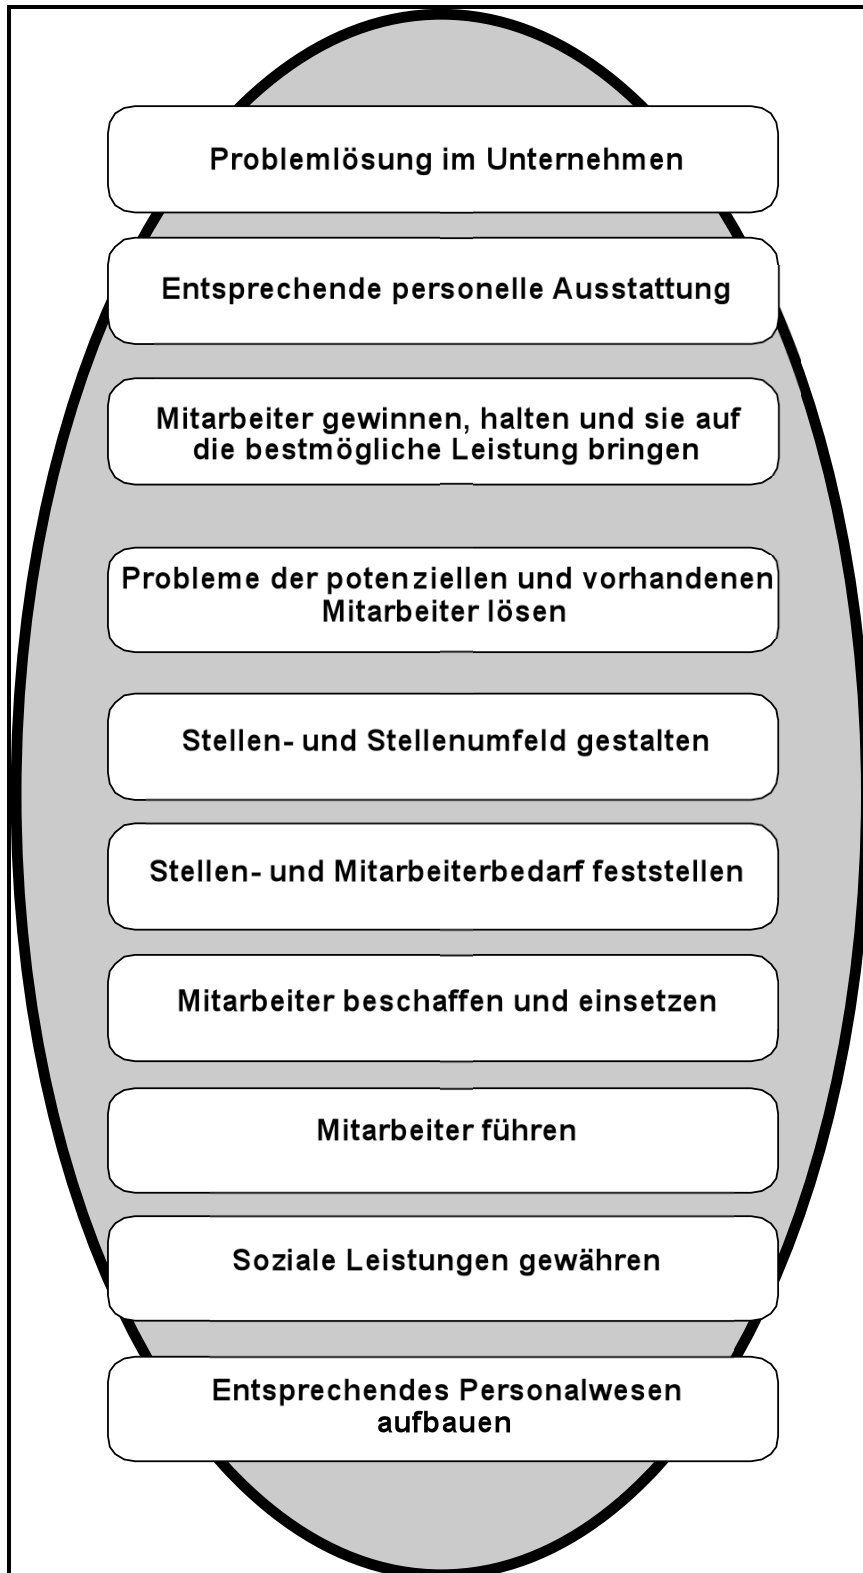 Problemlösung im Unternehmen
Entsprechende personelle Ausstattung
Mitarbeiter gewinnen, halten und sie auf
die bestmögliche Leistung bringen
Probleme der potenziellen und vorhandenen
Mitarbeiter lösen
Stellen- und Stellenumfeld gestalten
Stellen- und Mitarbeiterbedarf feststellen
Mitarbeiter beschaffen und einsetzen
Mitarbeiter führen
Soziale Leistungen gewähren
Entsprechendes Personalwesen
aufbauen